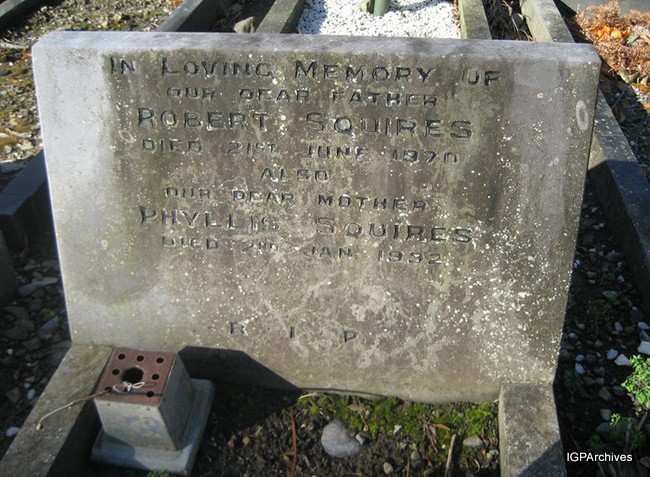 IN LOVING MEMORY OF
OUR DEAR FATHER
ROBERT SQUIRES
DIED 21ST JUNE 1970
ALSO
OUR DEAR MOTHER
PHYLLIS SQUIRES
DIED 2ND JAN 1992
R I P
IGPArchives